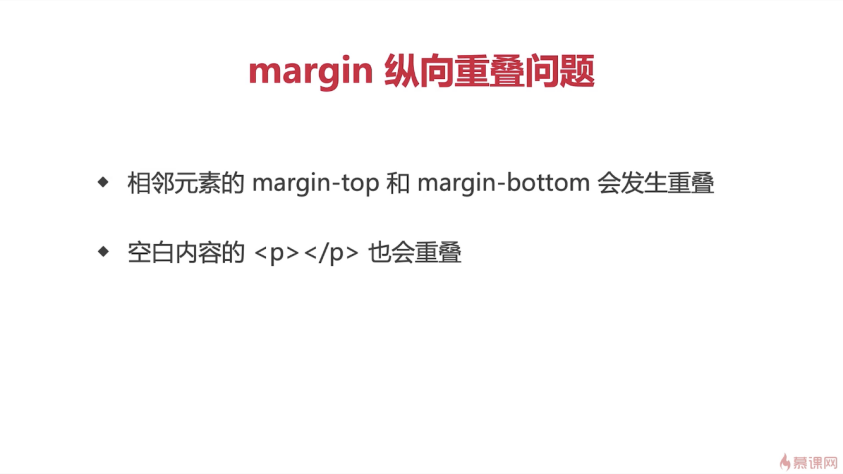 margin 纵向重叠问题
相邻元素的 margin-top 和 margin-bottom 会发生重叠
空白内容的 <p></p> 也会重叠
慕课网